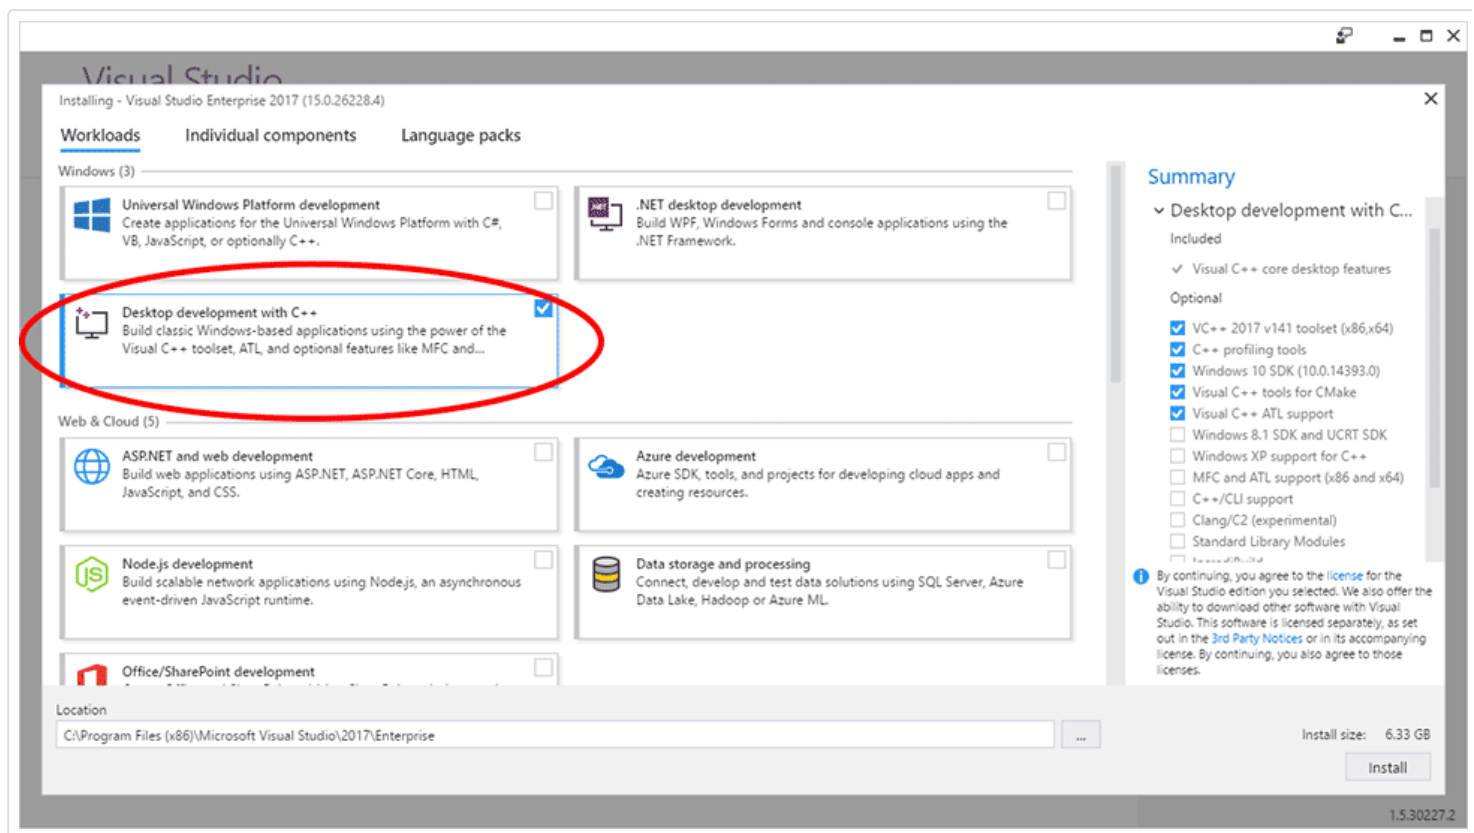 Visual Studio
Installing - Visual Studio Enterprise 2017 (15.0.26228.4)
Workloads
Individual components
Language packs
Windows (3)
Universal Windows Platform development
Create applications for the Universal Windows Platform with C#,
VB, JavaScript, or optionally C++.
.NET desktop development
Build WPF, Windows Forms and console applications using the
.NET Framework.
Desktop development with C++
Build classic Windows-based applications using the power of the
Visual C++ toolset, ATL, and optional features like MFC and...
Web & Cloud (5)
ASP.NET and web development
Build web applications using ASP.NET, ASP.NET Core, HTML,
JavaScript, and CSS.
Azure development
Azure SDK, tools, and projects for developing cloud apps and
creating resources.
Node.js development
Build scalable network applications using Node.js, an asynchronous
event-driven JavaScript runtime.
Data storage and processing
Connect, develop and test data solutions using SQL Server, Azure
Data Lake, Hadoop or Azure ML.
Office/SharePoint development
Summary
Desktop development with C...
Included
Visual C++ core desktop features
Optional
VC++ 2017 v141 toolset (x86,x64)
C++ profiling tools
Windows 10 SDK (10.0.14393.0)
Visual C++ tools for CMake
Visual C++ ATL support
Windows 8.1 SDK and UCRT SDK
Windows XP support for C++
MFC and ATL support (x86 and x64)
C++/CLI support
Clang/C2 (experimental)
Standard Library Modules
IncrediBuild
By continuing, you agree to the license for the
Visual Studio edition you selected. We also offer the
ability to download other software with Visual
Studio. This software is licensed separately, as set
out in the 3rd Party Notices or in its accompanying
license. By continuing, you also agree to those
licenses.
Location
C:\Program Files (x86)\Microsoft Visual Studio\2017\Enterprise
...
Install size: 6.33 GB
Install
1.5.30227.2